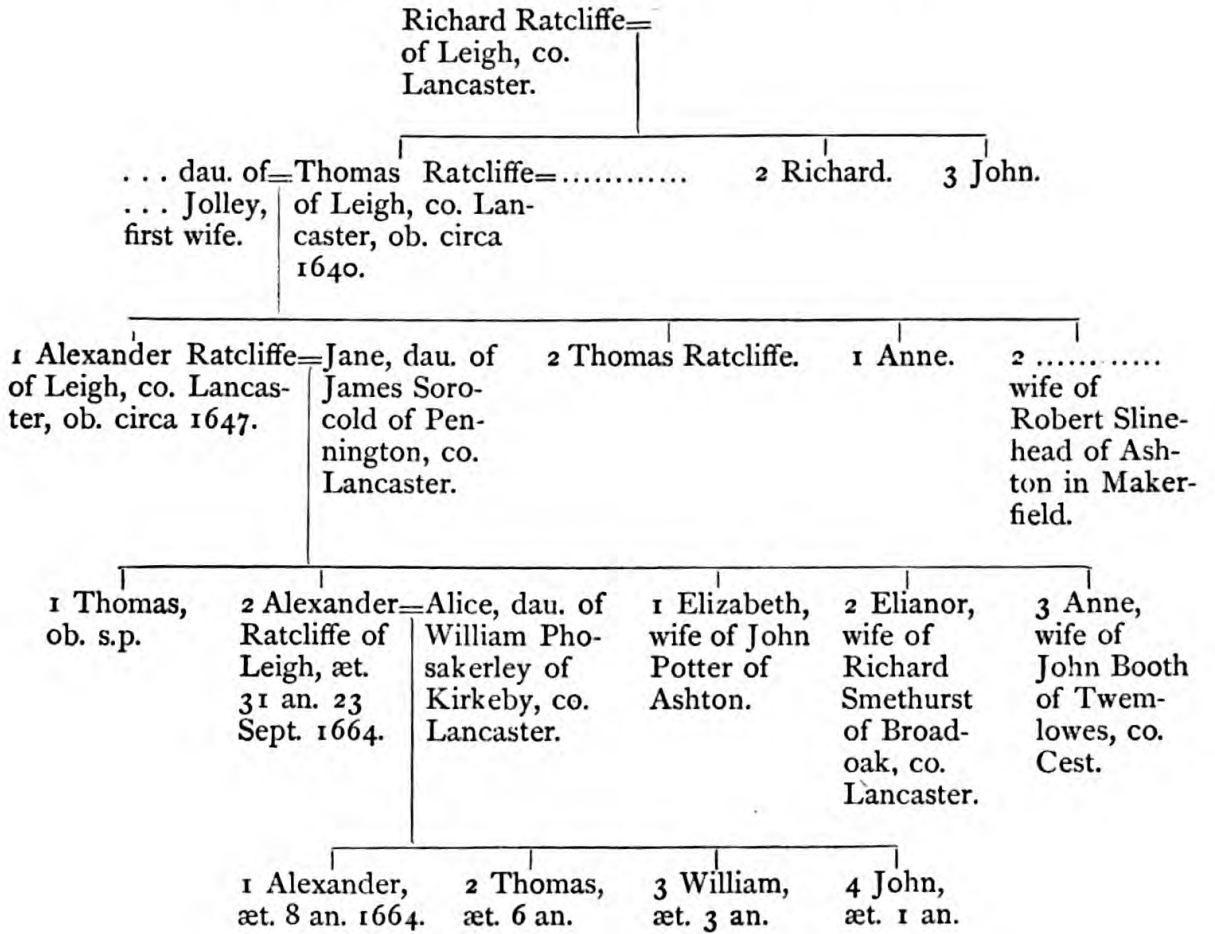 Richard Ratcliffe=
of Leigh, co.
Lancaster.
. . . dau. of=
. . . Jolley,
first wife.
Thomas Ratcliffe=............
of Leigh, co. Lan-
caster, ob. circa
1640.
2 Richard.
3 John.
1 Alexander Ratcliffe=
of Leigh, co. Lancas-
ter, ob. circa 1647.
Jane, dau. of
James Soro-
cold of Pen-
nington, co.
Lancaster.
2 Thomas Ratcliffe.
1 Anne.
2 ...... ......
wife of
Robert Sline-
head of Ash-
ton in Maker-
field.
1 Thomas,
ob. s.p.
2 Alexander=
Ratcliffe of
Leigh, æt.
31 an. 23
Sept. 1664.
Alice, dau. of
William Pho-
sakerley of
Kirkeby, co.
Lancaster.
1 Elizabeth,
wife of John
Potter of
Ashton.
2 Elianor,
wife of
Richard
Smethurst
of Broad-
oak, co.
Lancaster.
3 Anne,
wife of
John Booth
of Twem-
lowes, co.
Cest.
1 Alexander,
æt. 8 an. 1664.
2 Thomas,
æt. 6 an.
3 William,
æt. 3 an.
4 John,
æt. 1 an.